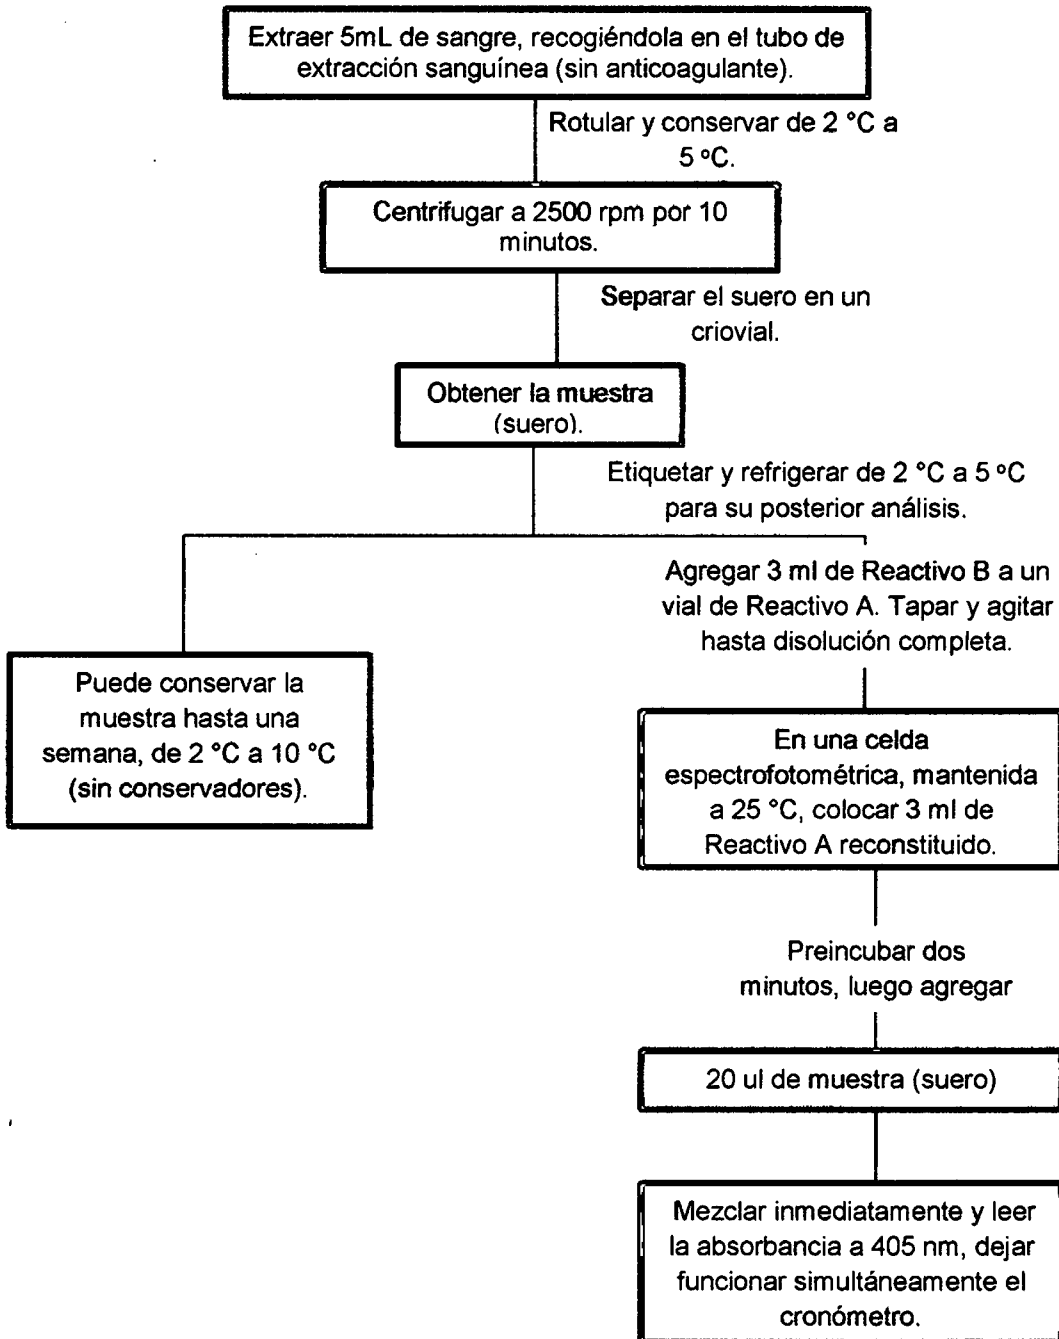 Extraer 5mL de sangre, recogiéndola en el tubo de
extracción sanguínea (sin anticoagulante).
Rotular y conservar de 2 °C a
5 ºC.
Centrifugar a 2500 rpm por 10
minutos.
Separar el suero en un
criovial.
Obtener la muestra
(suero).
Etiquetar y refrigerar de 2 °C a 5 ºC
para su posterior análisis.
Puede conservar la
muestra hasta una
semana, de 2 °C a 10 °C
(sin conservadores).
Agregar 3 ml de Reactivo B a un
vial de Reactivo A. Tapar y agitar
hasta disolución completa.
En una celda
espectrofotométrica, mantenida
a 25 °C, colocar 3 ml de
Reactivo A reconstituido.
Preincubar dos
minutos, luego agregar
20 ul de muestra (suero)
Mezclar inmediatamente y leer
la absorbancia a 405 nm, dejar
funcionar simultáneamente el
cronómetro.